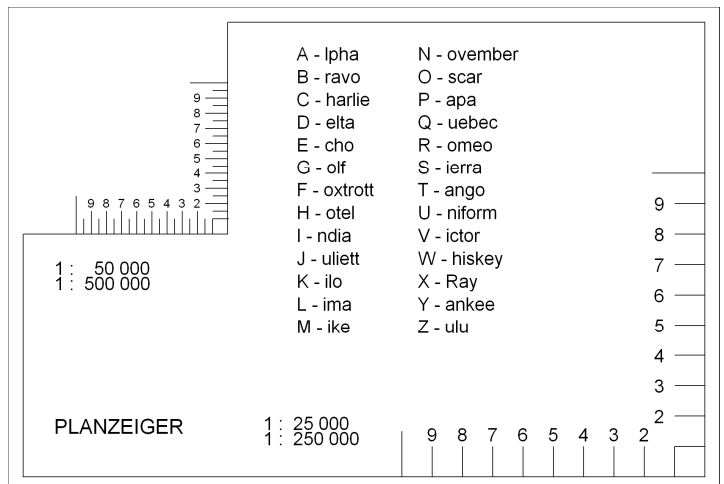 A - lpha
B - ravo
C - harlie
D - elta
E - cho
G - olf
F - oxtrott
H - otel
I - ndia
J - uliett
K - ilo
L - ima
M - ike
N - ovember
O - scar
P - apa
Q - uebec
R - omeo
S - ierra
T - ango
U - niform
V - ictor
W - hiskey
X - Ray
Y - ankee
Z - ulu
9
8
7
6
5
4
3
2
9 8 7 6 5 4 3 2
1 : 50 000
1 : 500 000
9
8
7
6
5
4
3
2
PLANZEIGER
1 : 25 000
1 : 250 000
9 8 7 6 5 4 3 2